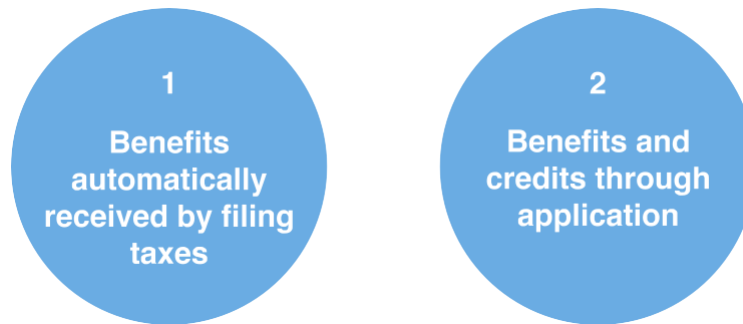 1
Benefits
automatically
received by filing
taxes
2
Benefits and
credits through
application